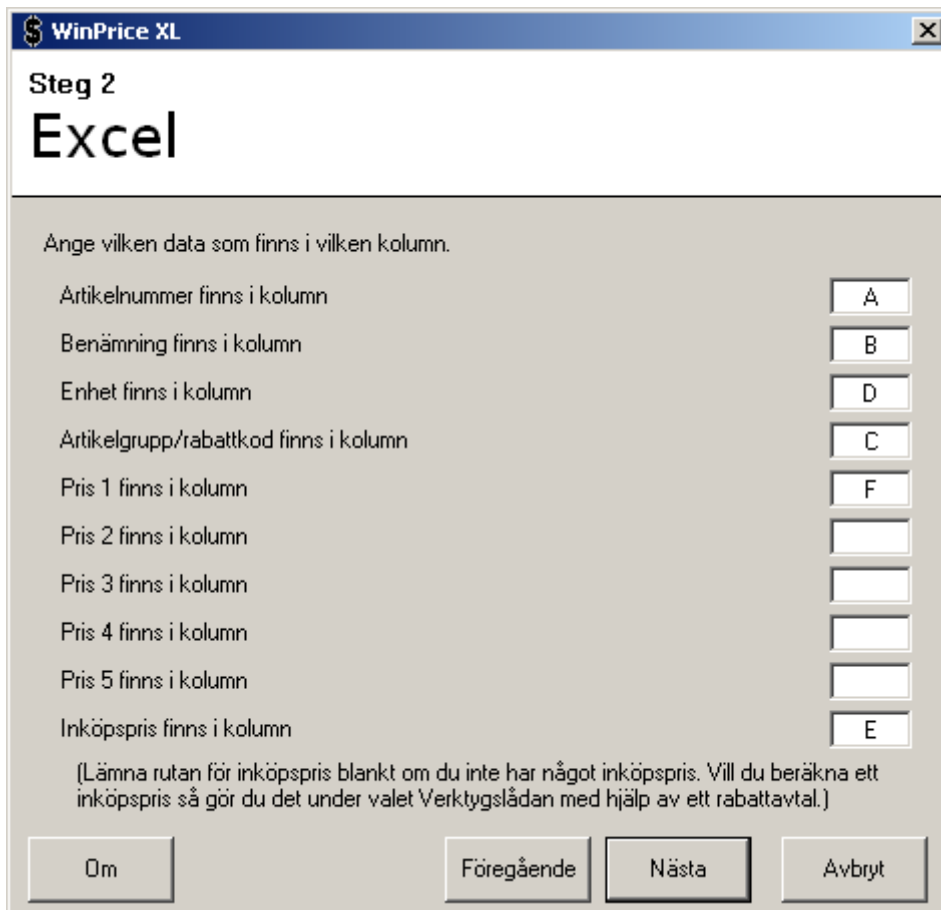 WinPrice XL
Steg 2
Excel
Ange vilken data som finns i vilken kolumn.
Artikelnummer finns i kolumn A
Benämning finns i kolumn B
Enhet finns i kolumn D
Artikelgrupp/rabattkod finns i kolumn C
Pris 1 finns i kolumn F
Pris 2 finns i kolumn
Pris 3 finns i kolumn
Pris 4 finns i kolumn
Pris 5 finns i kolumn
Inköpspris finns i kolumn E
(Lämna rutan för inköpspris blankt om du inte har något inköpspris. Vill du beräkna ett
inköpspris så gör du det under valet Verktygslådan med hjälp av ett rabattavtal.)
Om Föregående Nästa Avbryt